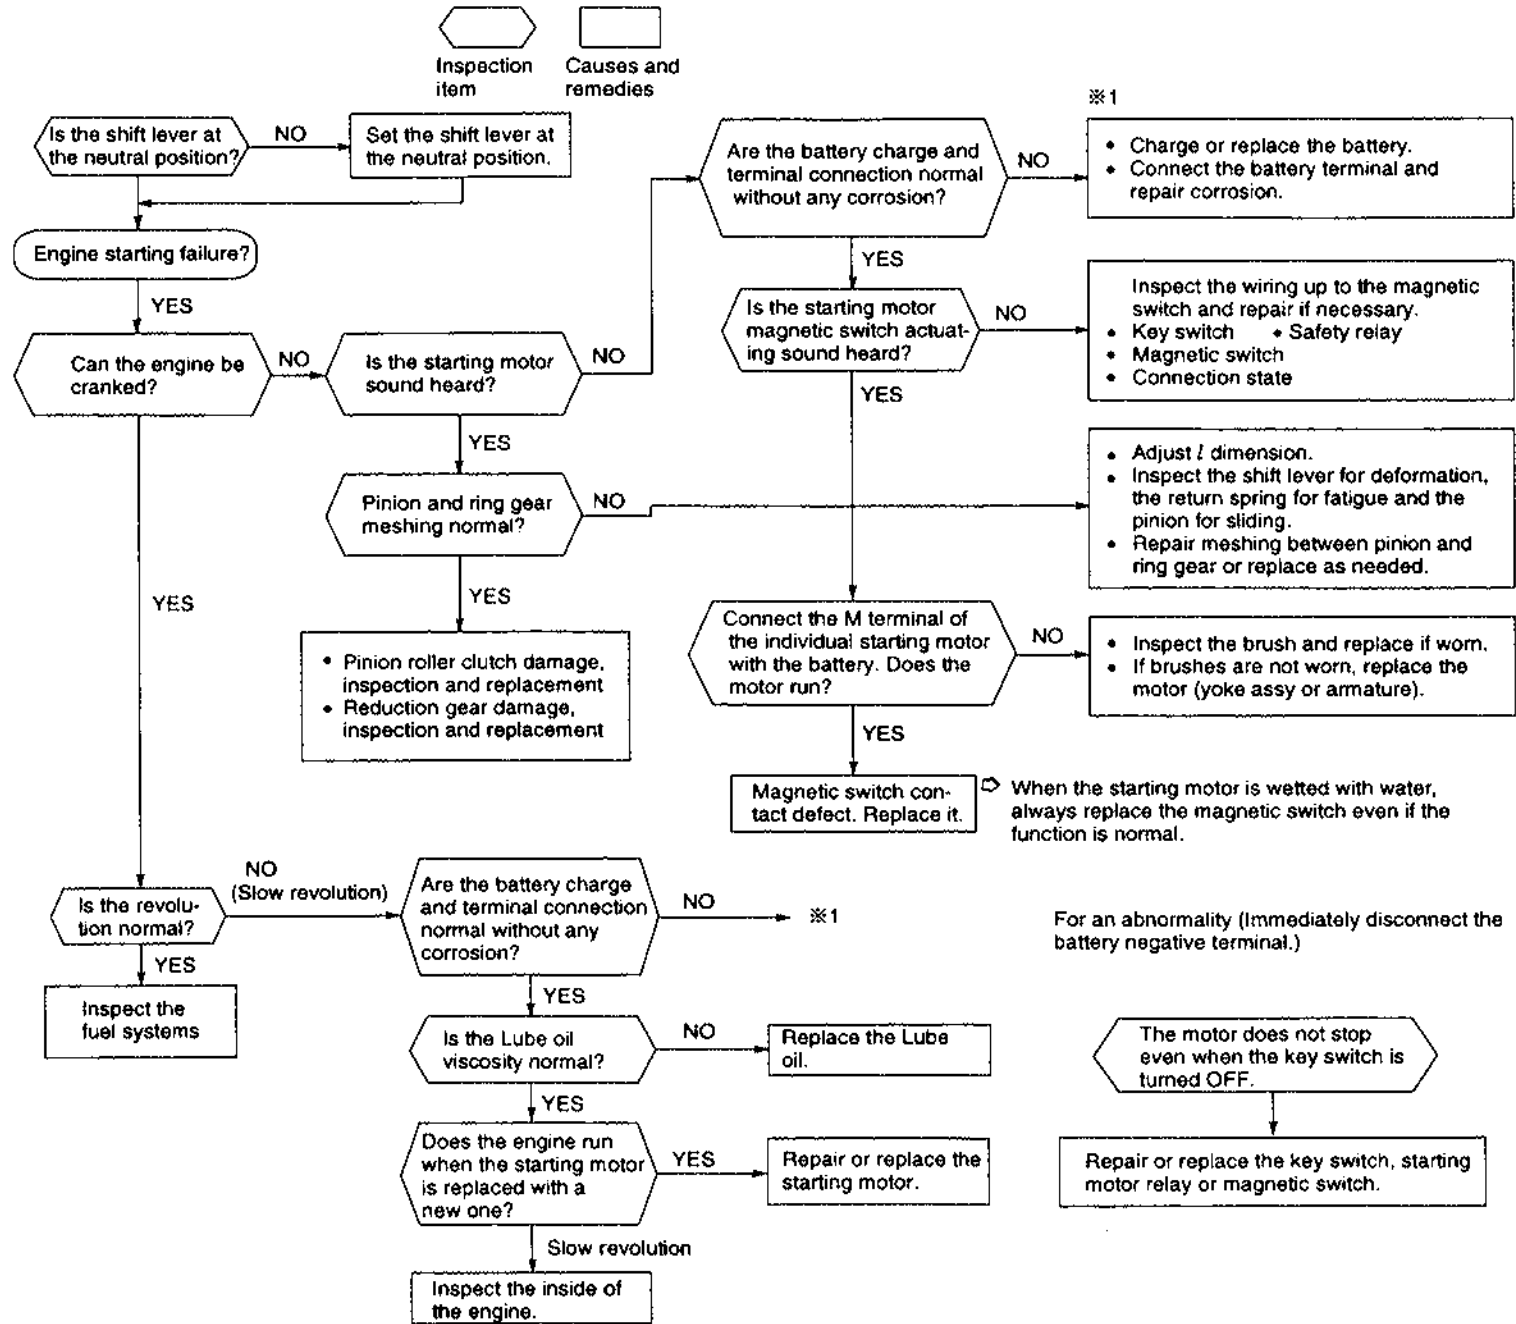 Inspection
item
Causes and
remedies
Is the shift lever at
the neutral position?
NO
Set the shift lever at
the neutral position.
Engine starting failure?
YES
Can the engine be
cranked?
NO
Is the starting motor
sound heard?
NO
Are the battery charge and
terminal connection normal
without any corrosion?
NO
※1
• Charge or replace the battery.
• Connect the battery terminal and
repair corrosion.
YES
Is the starting motor
magnetic switch actuat-
ing sound heard?
NO
Inspect the wiring up to the magnetic
switch and repair if necessary.
• Key switch • Safety relay
• Magnetic switch
• Connection state
YES
YES
Pinion and ring gear
meshing normal?
NO
• Adjust l dimension.
• Inspect the shift lever for deformation,
the return spring for fatigue and the
pinion for sliding.
• Repair meshing between pinion and
ring gear or replace as needed.
YES
• Pinion roller clutch damage,
inspection and replacement
• Reduction gear damage,
inspection and replacement
Connect the M terminal of
the individual starting motor
with the battery. Does the
motor run?
NO
• Inspect the brush and replace if worn.
• If brushes are not worn, replace the
motor (yoke assy or armature).
YES
Magnetic switch con-
tact defect. Replace it.
⇨ When the starting motor is wetted with water,
always replace the magnetic switch even if the
function is normal.
YES
Is the revolu-
tion normal?
NO
(Slow revolution)
Are the battery charge
and terminal connection
normal without any
corrosion?
NO
※1
YES
Inspect the
fuel systems
YES
Is the Lube oil
viscosity normal?
NO
Replace the Lube
oil.
YES
Does the engine run
when the starting motor
is replaced with a
new one?
YES
Repair or replace the
starting motor.
Slow revolution
Inspect the inside of
the engine.
For an abnormality (Immediately disconnect the
battery negative terminal.)
The motor does not stop
even when the key switch is
turned OFF.
Repair or replace the key switch, starting
motor relay or magnetic switch.